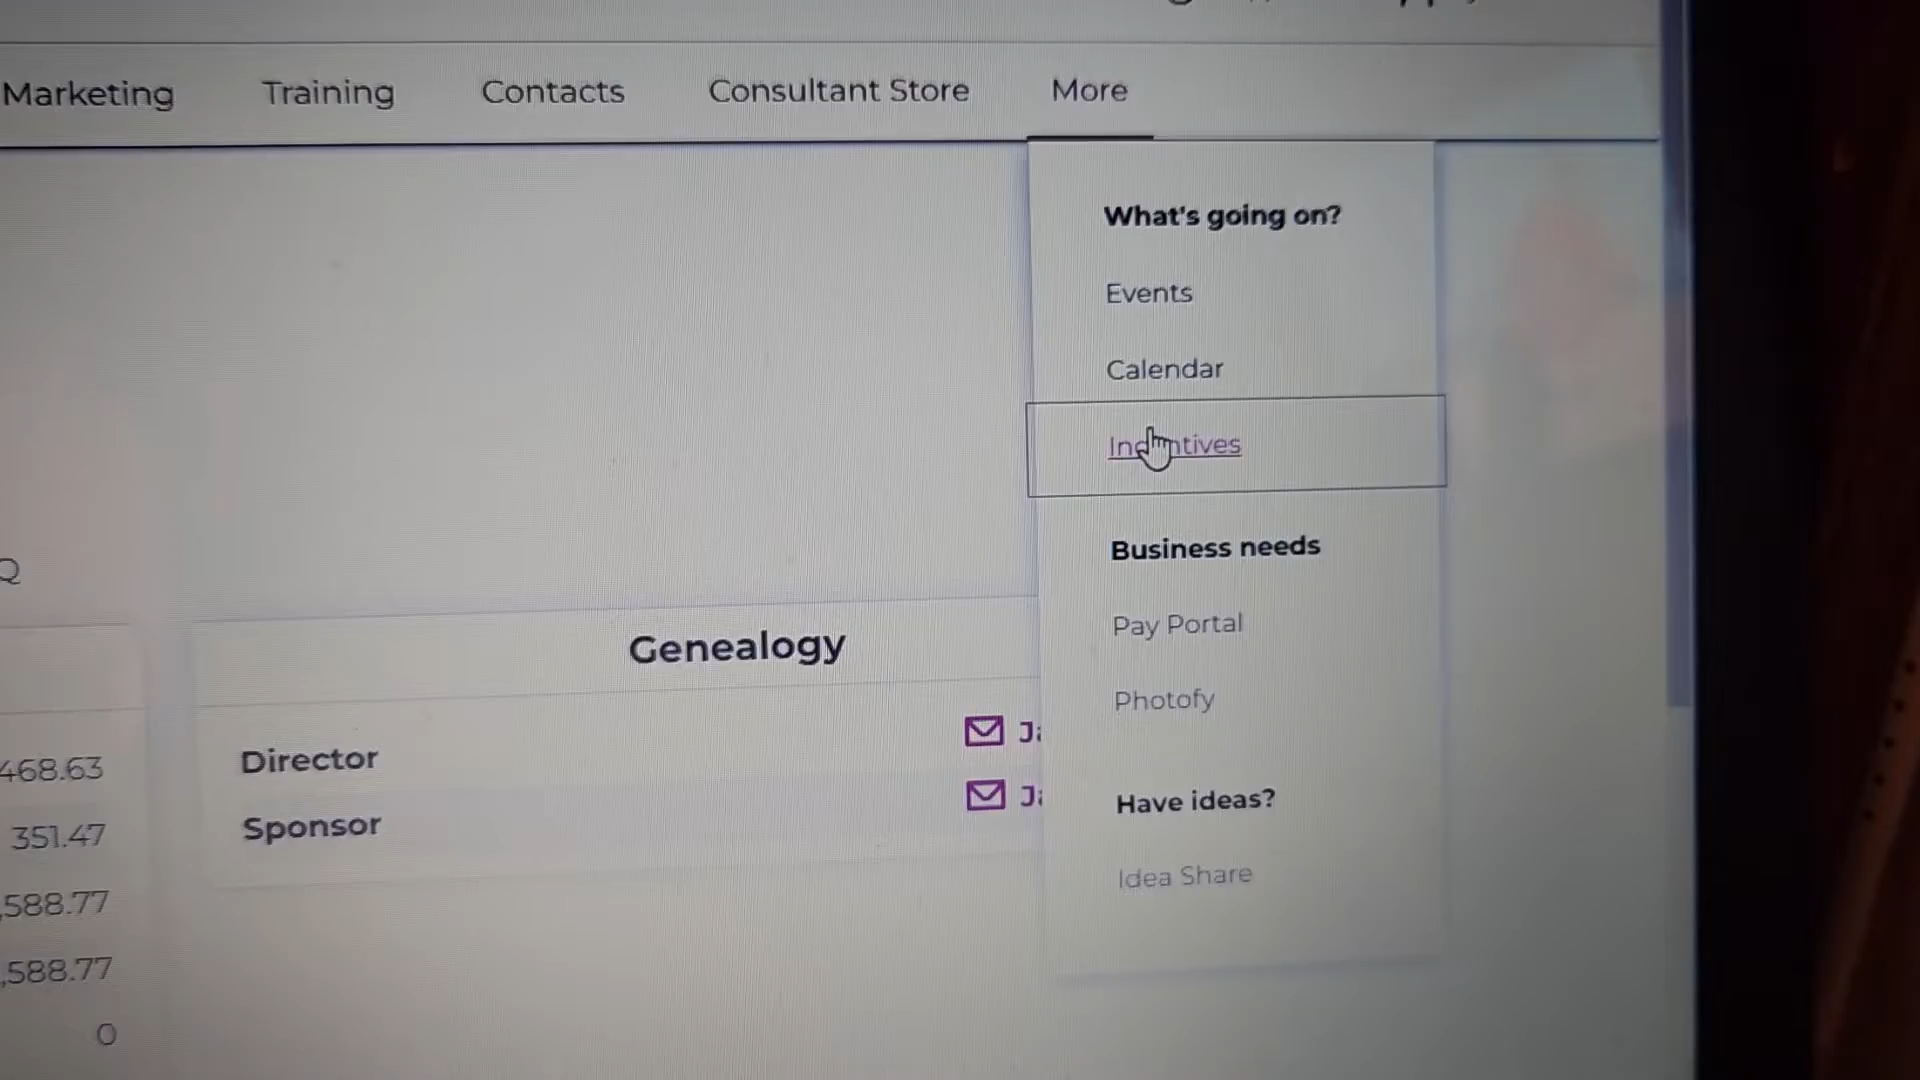 Marketing Training Contacts Consultant Store More
What's going on?
Events
Calendar
Incentives
Business needs
Pay Portal
Photofy
Have ideas?
Idea Share
Genealogy
Director
Sponsor
468.63
351.47
,588.77
,588.77
0